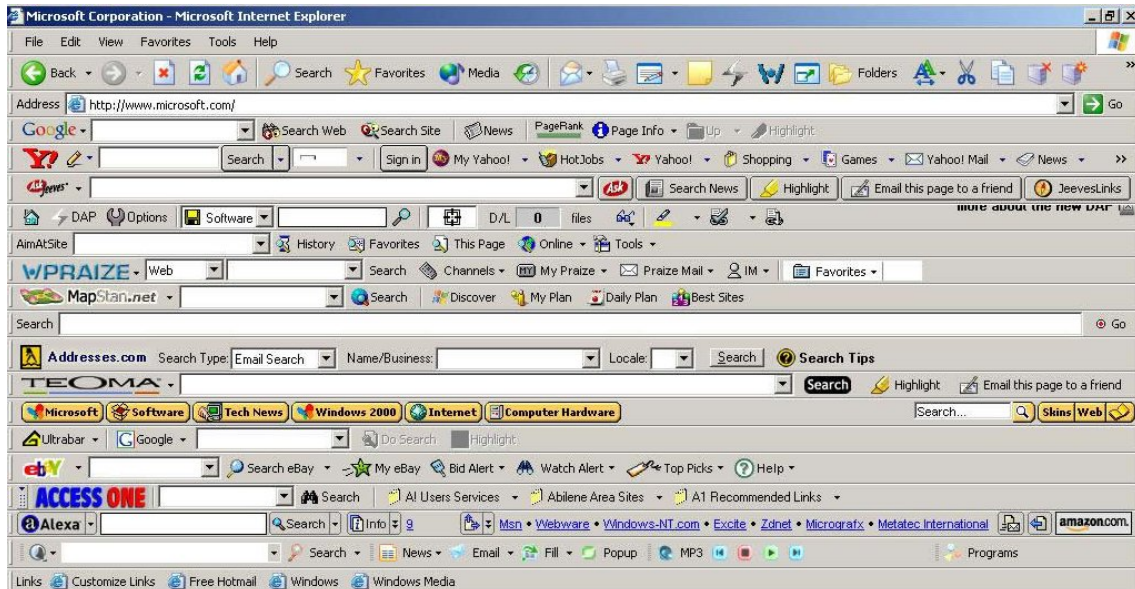 Microsoft Corporation - Microsoft Internet Explorer
File Edit View Favorites Tools Help
Back Search Favorites Media Folders
Address http://www.microsoft.com/ Go
Google Search Web Search Site News PageRank Page Info Up Highlight
Y? Search Sign in My Yahoo! HotJobs Yahoo! Shopping Games Yahoo! Mail News
Ask Jeeves Ask Search News Highlight Email this page to a friend JeevesLinks
DAP Options Software D/L 0 files more about the new DAP
AimAtSite History Favorites This Page Online Tools
WPRAIZE Web Search Channels MY My Praize Praize Mail IM Favorites
MapStan.net Search Discover My Plan Daily Plan Best Sites
Search Go
Addresses.com Search Type: Email Search Name/Business: Locale: Search Search Tips
TEOMA Search Highlight Email this page to a friend
Microsoft Software Tech News Windows 2000 Internet Computer Hardware Search... Skins Web
Ultrabar Google Do Search Highlight
ebY Search eBay My eBay Bid Alert Watch Alert Top Picks Help
ACCESS ONE Search Al Users Services Abilene Area Sites A1 Recommended Links
Alexa Search Info 9 Msn • Webware • Windows-NT.com • Excite • Zdnet • Micrografx • Metatec International amazon.com.
Search News Email Fill Popup MP3 Programs
Links Customize Links Free Hotmail Windows Windows Media